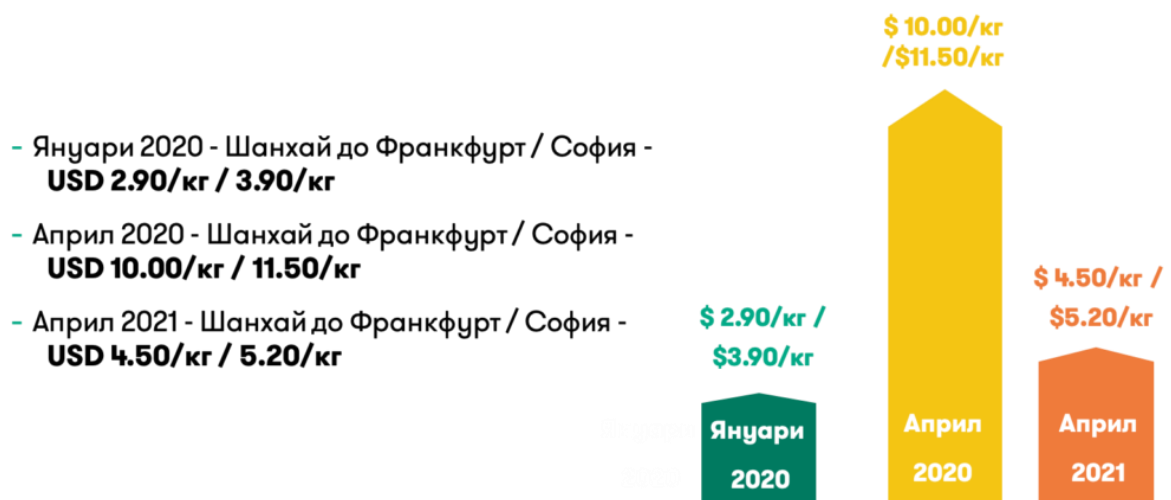 - Януари 2020 - Шанхай до Франкфурт / София -
USD 2.90/кг / 3.90/кг
- Април 2020 - Шанхай до Франкфурт / София -
USD 10.00/кг / 11.50/кг
- Април 2021 - Шанхай до Франкфурт / София -
USD 4.50/кг / 5.20/кг
$ 2.90/кг /
$3.90/кг
Януари
2020
$ 10.00/кг
/$11.50/кг
Април
2020
$ 4.50/кг /
$5.20/кг
Април
2021